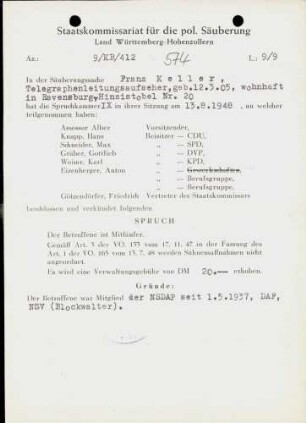 Staatskommissariat für die pol. Säuberung
Land Württemberg-Hohenzollern
Az.: 9/KB/412 574 L: 9/9
In der Säuberungssache Franz Keller,
Telegraphenleitungsaufseher, geb.12.3.05, wohnhaft
in Ravensburg, Hinzistobel Nr. 20
hat die Spruchkammer IX in ihrer Sitzung am 13.8.1948, an welcher
teilgenommen haben:
Assessor Alber Vorsitzender,
Knapp, Hans Beisitzer — CDU,
Schneider, Max „ — SPD,
Grüber, Gottlieb „ — DVP,
Weine, Karl „ — KPD,
Eizenberger, Anton „ — Gewerkschaften,
„ — Berufsgruppe,
„ — Berufsgruppe,
Götzendörfer, Friedrich Vertreter des Staatskommissars
beschlossen und verkündet folgenden
SPRUCH
Der Betroffene ist Mitläufer.
Gemäß Art. 3 der VO. 133 vom 17. 11. 47 in der Fassung des
Art. 1 der VO. 165 vom 13. 7. 48 werden Sühnemaßnahmen nicht
angeordnet.
Es wird eine Verwaltungsgebühr von DM 20.— erhoben.
Gründe:
Der Betroffene war Mitglied der NSDAP seit 1.5.1937, DAF,
NSV (Blockwalter).